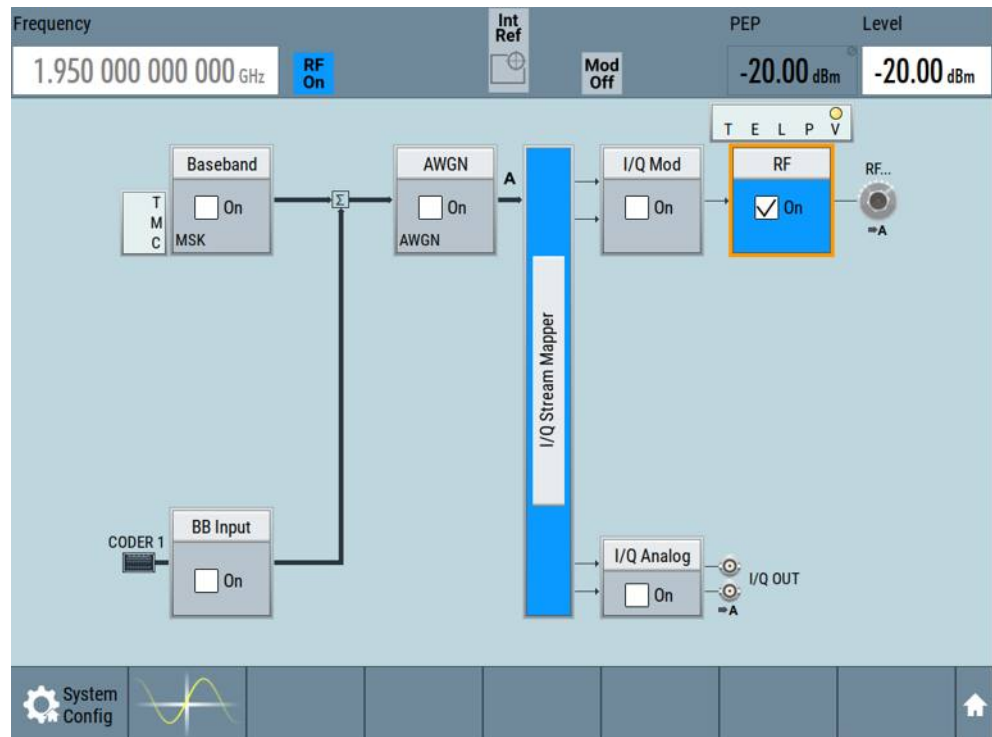 Frequency
Int
Ref
PEP
Level
1.950 000 000 000 GHz
RF
On
Mod
Off
-20.00 dBm
-20.00 dBm
T E L P V
Baseband
On
MSK
T
M
C
Σ
AWGN
On
AWGN
A
I/Q Mod
On
RF
On
RF...
⇒A
I/Q Stream Mapper
CODER 1
BB Input
On
I/Q Analog
On
I/Q OUT
⇒A
System
Config